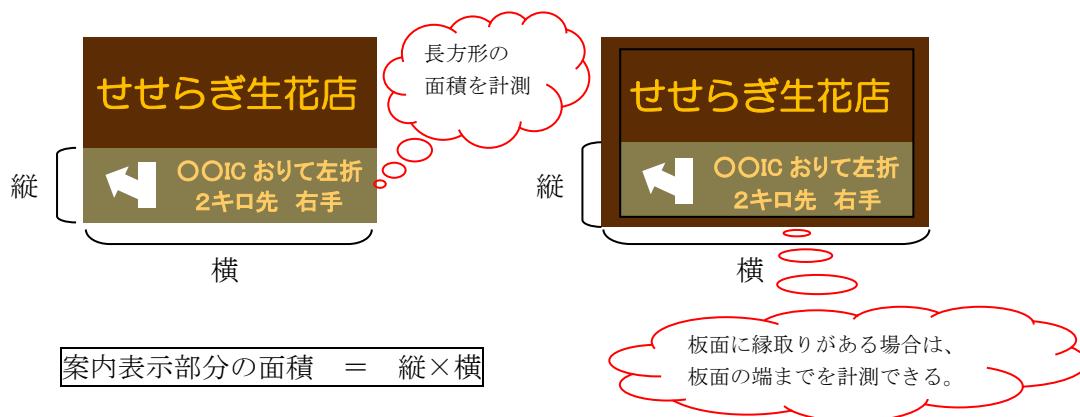 長方形の
面積を計測
せせらぎ生花店
〇〇IC おりて左折
2キロ先　右手
縦
横
せせらぎ生花店
〇〇IC おりて左折
2キロ先　右手
縦
横
案内表示部分の面積　＝　縦×横
板面に縁取りがある場合は、
板面の端までを計測できる。